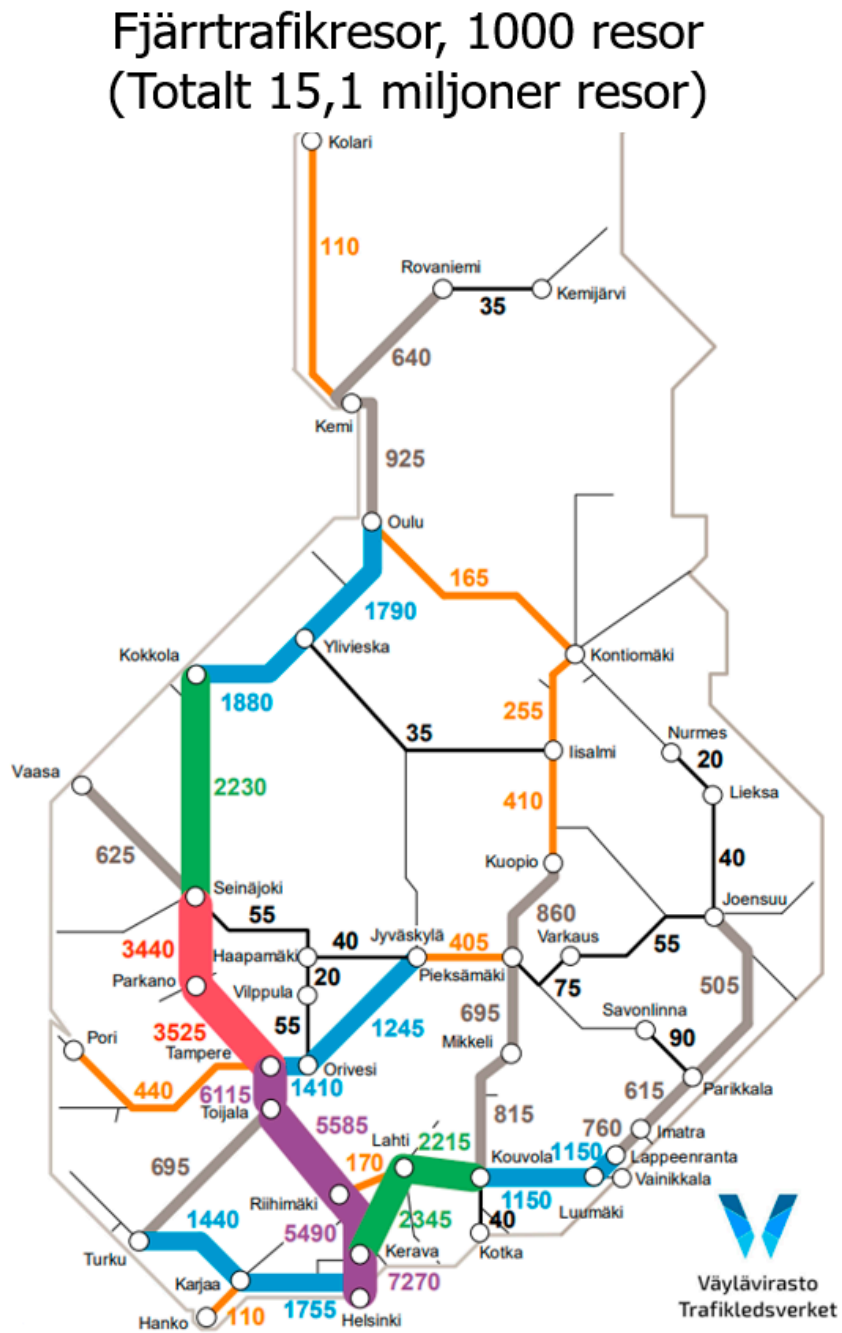 Fjärrtrafikresor, 1000 resor
(Totalt 15,1 miljoner resor)
Kolari
110
Rovaniemi
35
Kemijärvi
640
Kemi
925
Oulu
165
1790
Ylivieska
Kontiomäki
Kokkola
1880
255
Nurmes
35
Iisalmi
20
Vaasa
2230
Lieksa
410
625
40
Kuopio
Seinäjoki
860
Joensuu
55
Varkaus
55
3440
Haapamäki
40
Jyväskylä
405
Pieksämäki
Parkano
20
75
505
Vilppula
Savonlinna
1245
695
3525
55
90
Pori
Mikkeli
Tampere
440
6115
1410
Orivesi
Parikkala
Toijala
615
5585
815
Lahti
2215
760
Imatra
695
170
Kouvola
1150
Lappeenranta
Vainikkala
Riihimäki
1150
Luumäki
1440
5490
2345
40
Turku
Kerava
Kotka
Karjaa
7270
1755
Hanko
110
Helsinki
Väylävirasto
Trafikledsverket